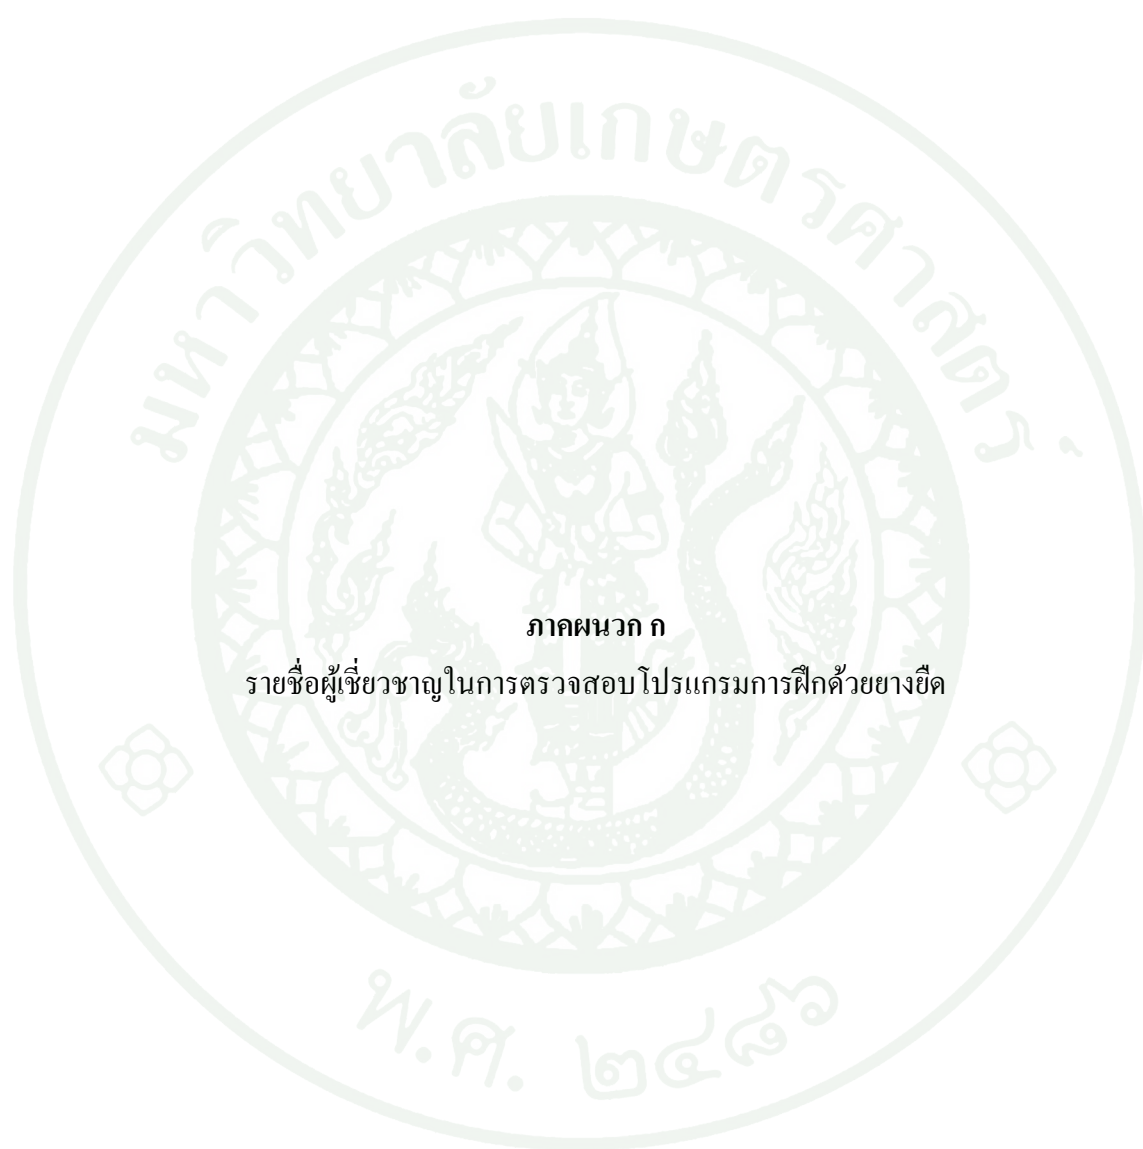 มหาวิทยาลัยเกษตรศาสตร์
ภาคผนวก ก
รายชื่อผู้เชี่ยวชาญในการตรวจสอบโปรแกรมการฝึกด้วยยางยืด
พ.ศ. ๒๔๘๖